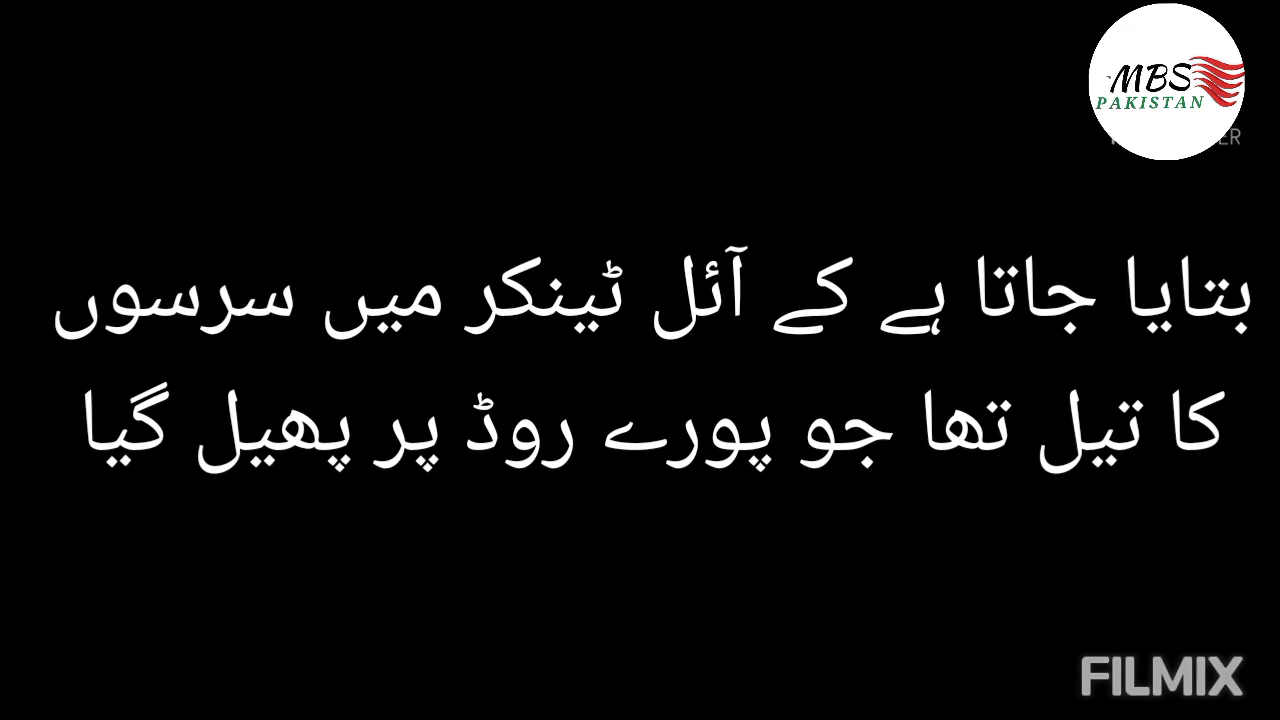 MBS
PAKISTAN
ER
بتایا جاتا ہے کے آئل ٹینکر میں سرسوں
کا تیل تھا جو پورے روڈ پر پھیل گیا
FILMIX